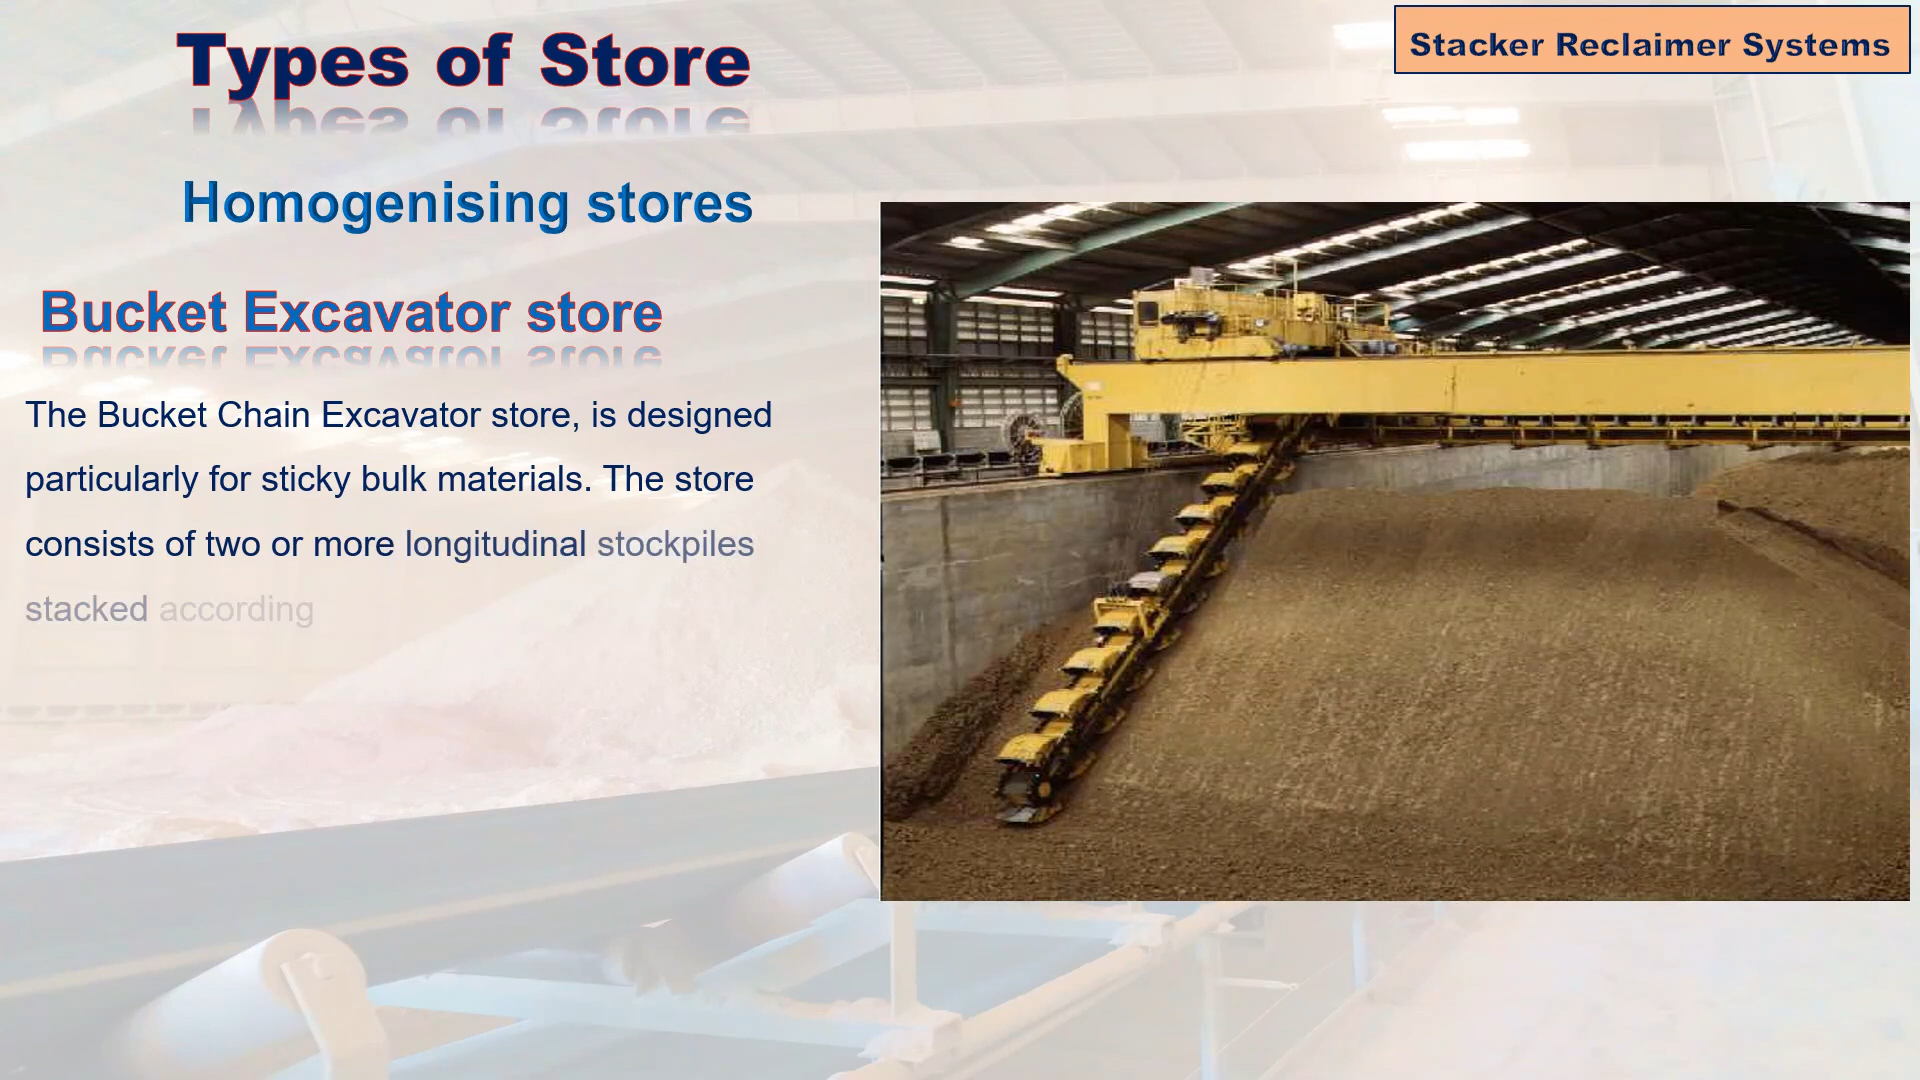 Types of Store
Stacker Reclaimer Systems
Homogenising stores
Bucket Excavator store
The Bucket Chain Excavator store, is designed
particularly for sticky bulk materials. The store
consists of two or more longitudinal stockpiles
stacked according